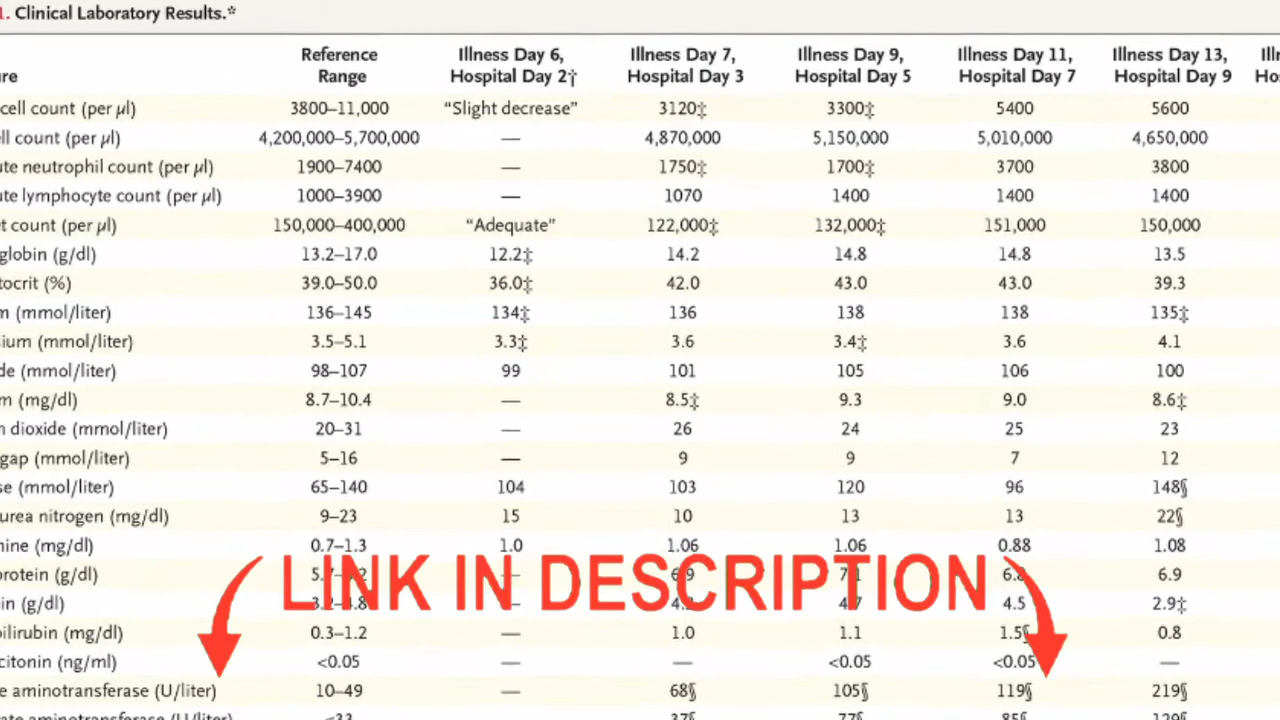 1. Clinical Laboratory Results.*
Reference Range Illness Day 6, Hospital Day 2† Illness Day 7, Hospital Day 3 Illness Day 9, Hospital Day 5 Illness Day 11, Hospital Day 7 Illness Day 13, Hospital Day 9
cell count (per μl) 3800–11,000 “Slight decrease” 3120‡ 3300‡ 5400 5600
ll count (per μl) 4,200,000–5,700,000 — 4,870,000 5,150,000 5,010,000 4,650,000
ute neutrophil count (per μl) 1900–7400 — 1750‡ 1700‡ 3700 3800
ute lymphocyte count (per μl) 1000–3900 — 1070 1400 1400 1400
t count (per μl) 150,000–400,000 “Adequate” 122,000‡ 132,000‡ 151,000 150,000
globin (g/dl) 13.2–17.0 12.2‡ 14.2 14.8 14.8 13.5
tocrit (%) 39.0–50.0 36.0‡ 42.0 43.0 43.0 39.3
m (mmol/liter) 136–145 134‡ 136 138 138 135‡
sium (mmol/liter) 3.5–5.1 3.3‡ 3.6 3.4‡ 3.6 4.1
de (mmol/liter) 98–107 99 101 105 106 100
m (mg/dl) 8.7–10.4 — 8.5‡ 9.3 9.0 8.6‡
n dioxide (mmol/liter) 20–31 — 26 24 25 23
gap (mmol/liter) 5–16 — 9 9 7 12
se (mmol/liter) 65–140 104 103 120 96 148§
urea nitrogen (mg/dl) 9–23 15 10 13 13 22§
nine (mg/dl) 0.7–1.3 1.0 1.06 1.06 0.88 1.08
LINK IN DESCRIPTION
protein (g/dl) 6.9
in (g/dl) 4.5 2.9‡
bilirubin (mg/dl) 0.3–1.2 — 1.0 1.1 1.5§ 0.8
citonin (ng/ml) <0.05 — — <0.05 <0.05 —
e aminotransferase (U/liter) 10–49 — 68§ 105§ 119§ 219§